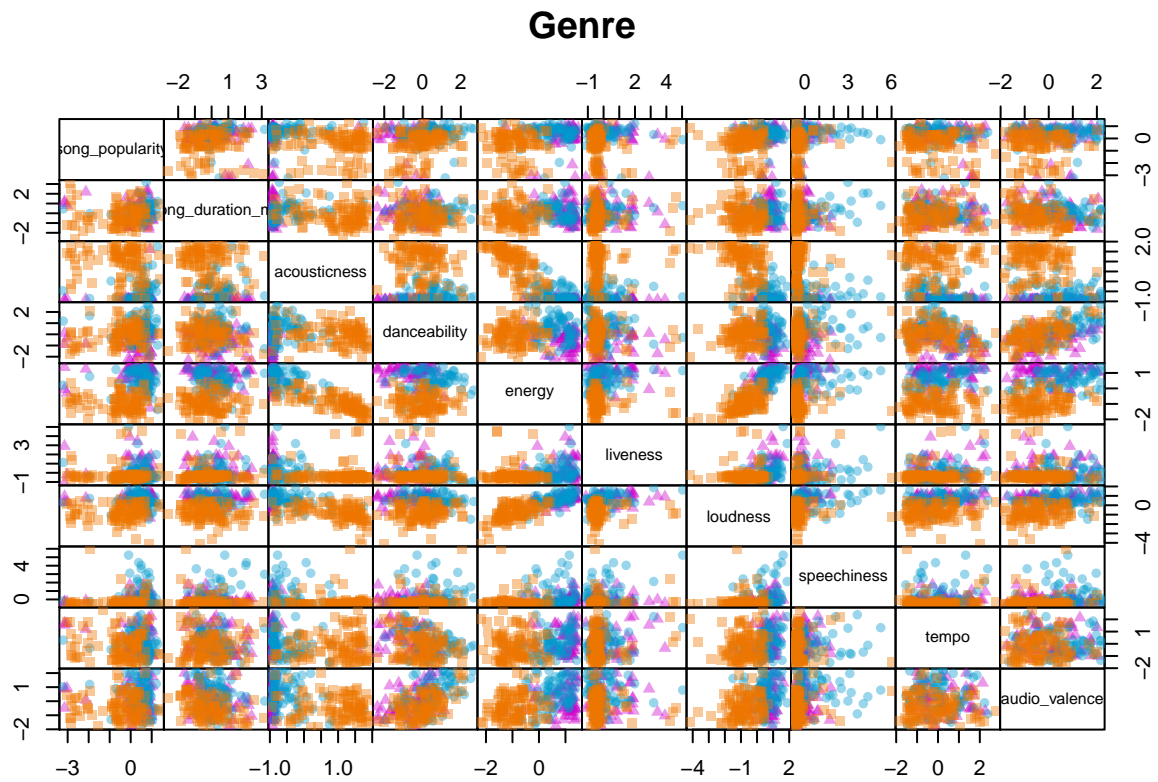 Genre
−2 1 3 −2 0 2 −1 2 4 0 3 6 −2 0 2
song_popularity 0
−3
2
ong_duration_m
−2
acousticness 2.0
−1.0
2
danceability
−2
energy 1
−2
3
liveness
−1
loudness 0
−4
4
speechiness
0
tempo 1
−2
1
audio_valence
−2
−3 0 −1.0 1.0 −2 0 −4 −1 2 −2 0 2